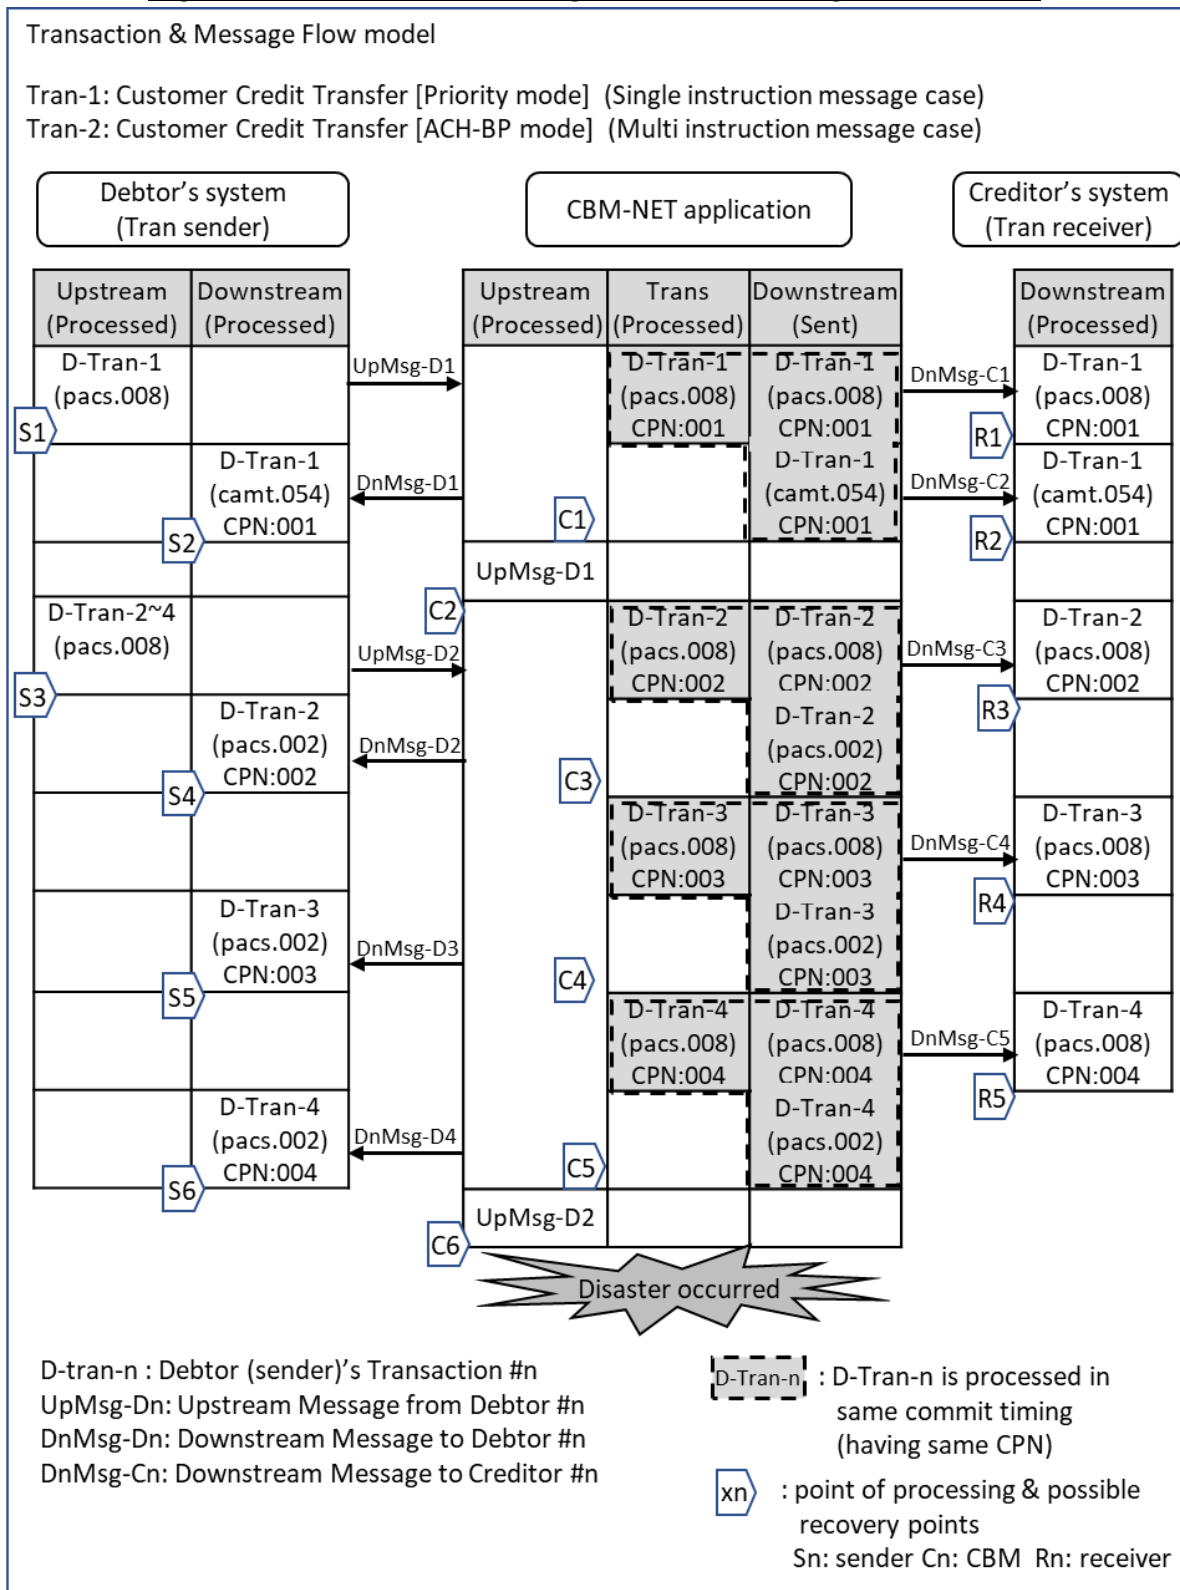 Transaction & Message Flow model
Tran-1: Customer Credit Transfer [Priority mode]  (Single instruction message case)
Tran-2: Customer Credit Transfer [ACH-BP mode]  (Multi instruction message case)
Debtor's system
(Tran sender)
CBM-NET application
Creditor's system
(Tran receiver)
Upstream
(Processed)
Downstream
(Processed)
Upstream
(Processed)
Trans
(Processed)
Downstream
(Sent)
Downstream
(Processed)
D-Tran-1
(pacs.008)
S1
UpMsg-D1
D-Tran-1
(pacs.008)
CPN:001
D-Tran-1
(pacs.008)
CPN:001
DnMsg-C1
R1
D-Tran-1
(pacs.008)
CPN:001
D-Tran-1
(camt.054)
CPN:001
S2
DnMsg-D1
C1
D-Tran-1
(camt.054)
CPN:001
DnMsg-C2
R2
D-Tran-1
(camt.054)
CPN:001
UpMsg-D1
C2
D-Tran-2~4
(pacs.008)
S3
UpMsg-D2
D-Tran-2
(pacs.008)
CPN:002
D-Tran-2
(pacs.008)
CPN:002
DnMsg-C3
R3
D-Tran-2
(pacs.008)
CPN:002
D-Tran-2
(pacs.002)
CPN:002
S4
DnMsg-D2
C3
D-Tran-2
(pacs.002)
CPN:002
D-Tran-3
(pacs.008)
CPN:003
D-Tran-3
(pacs.008)
CPN:003
DnMsg-C4
R4
D-Tran-3
(pacs.008)
CPN:003
D-Tran-3
(pacs.002)
CPN:003
S5
DnMsg-D3
C4
D-Tran-3
(pacs.002)
CPN:003
D-Tran-4
(pacs.008)
CPN:004
D-Tran-4
(pacs.008)
CPN:004
DnMsg-C5
R5
D-Tran-4
(pacs.008)
CPN:004
D-Tran-4
(pacs.002)
CPN:004
S6
DnMsg-D4
C5
D-Tran-4
(pacs.002)
CPN:004
UpMsg-D2
C6
Disaster occurred
D-tran-n : Debtor (sender)'s Transaction #n
UpMsg-Dn: Upstream Message from Debtor #n
DnMsg-Dn: Downstream Message to Debtor #n
DnMsg-Cn: Downstream Message to Creditor #n
D-Tran-n : D-Tran-n is processed in
same commit timing
(having same CPN)
xn : point of processing & possible
recovery points
Sn: sender Cn: CBM  Rn: receiver